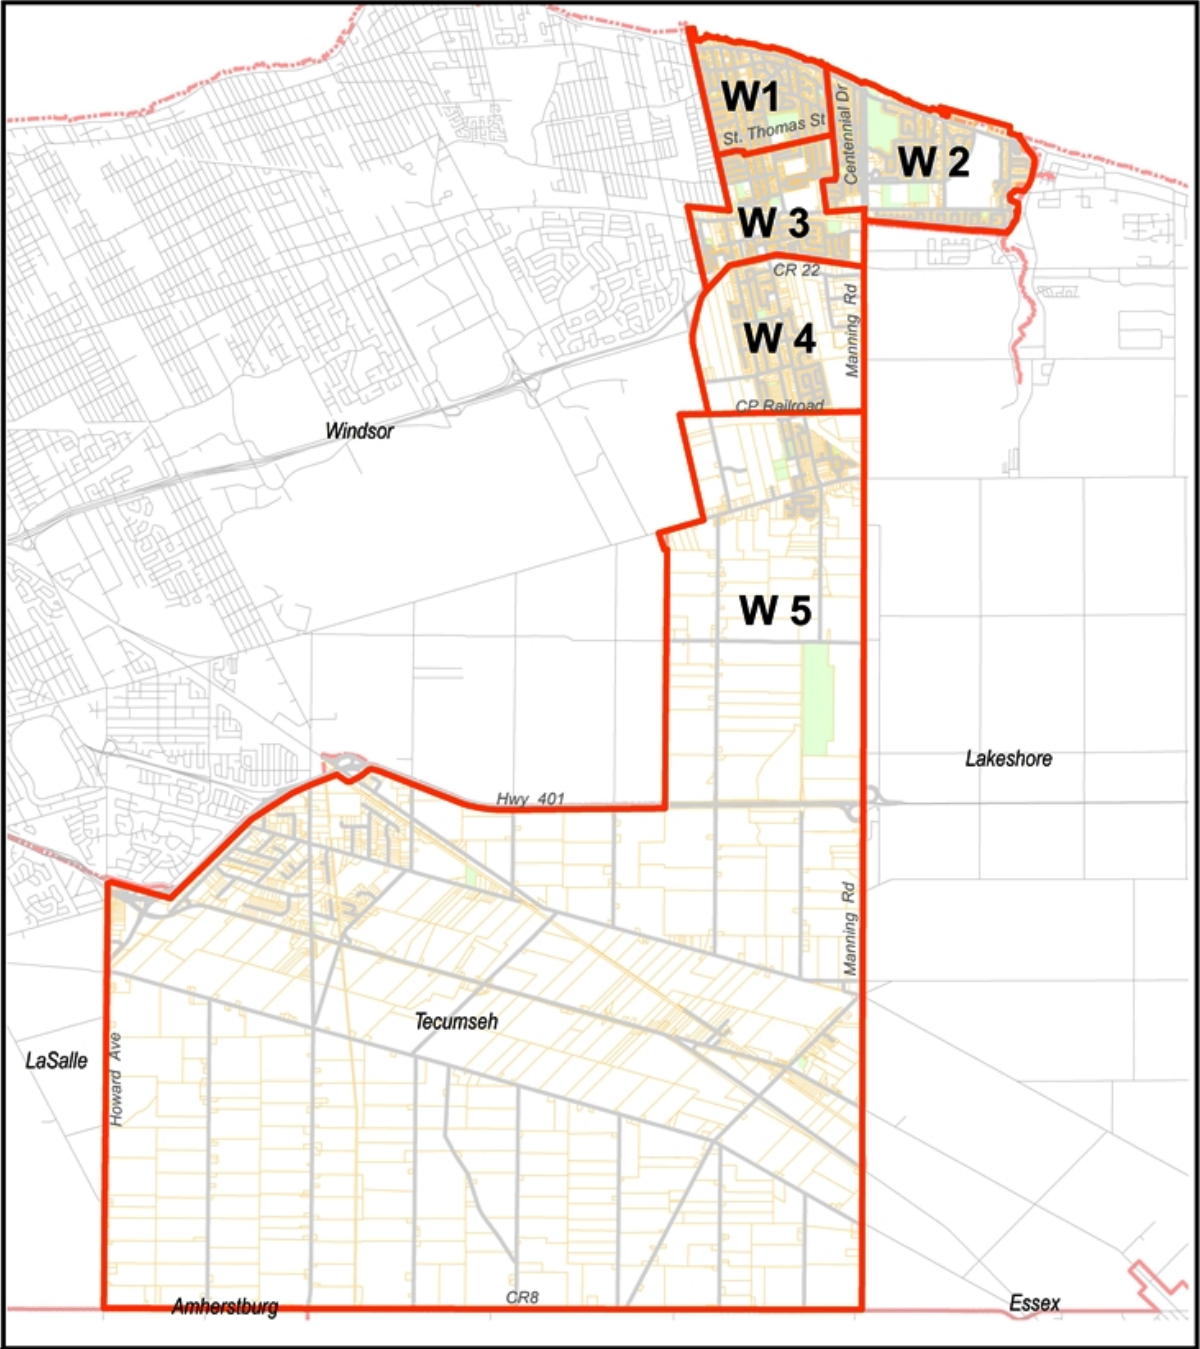 W1
St. Thomas St
Centennial Dr
W 2
W 3
CR 22
Manning Rd
W 4
CP Railroad
Windsor
W 5
Lakeshore
Hwy 401
Manning Rd
Tecumseh
LaSalle
Howard Ave
CR8
Amherstburg
Essex